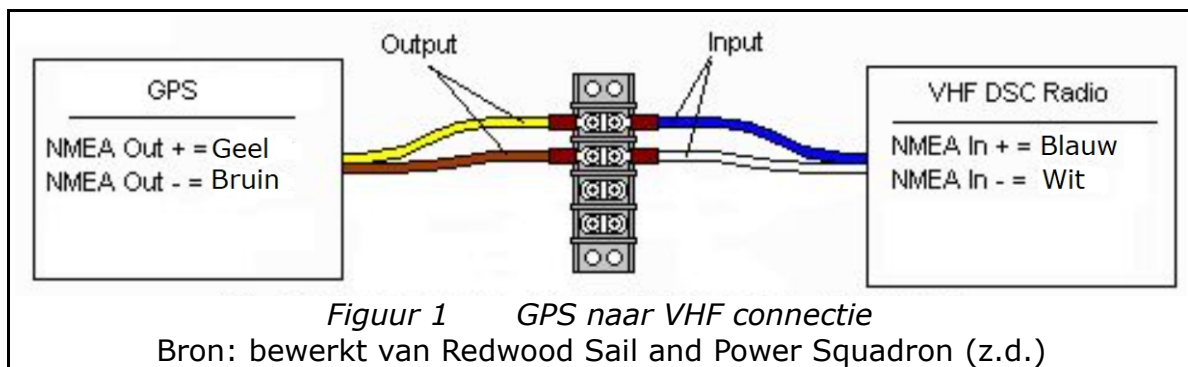 Output
Input
GPS
NMEA Out + = Geel
NMEA Out - = Bruin
VHF DSC Radio
NMEA In + = Blauw
NMEA In - = Wit
Figuur 1 GPS naar VHF connectie
Bron: bewerkt van Redwood Sail and Power Squadron (z.d.)